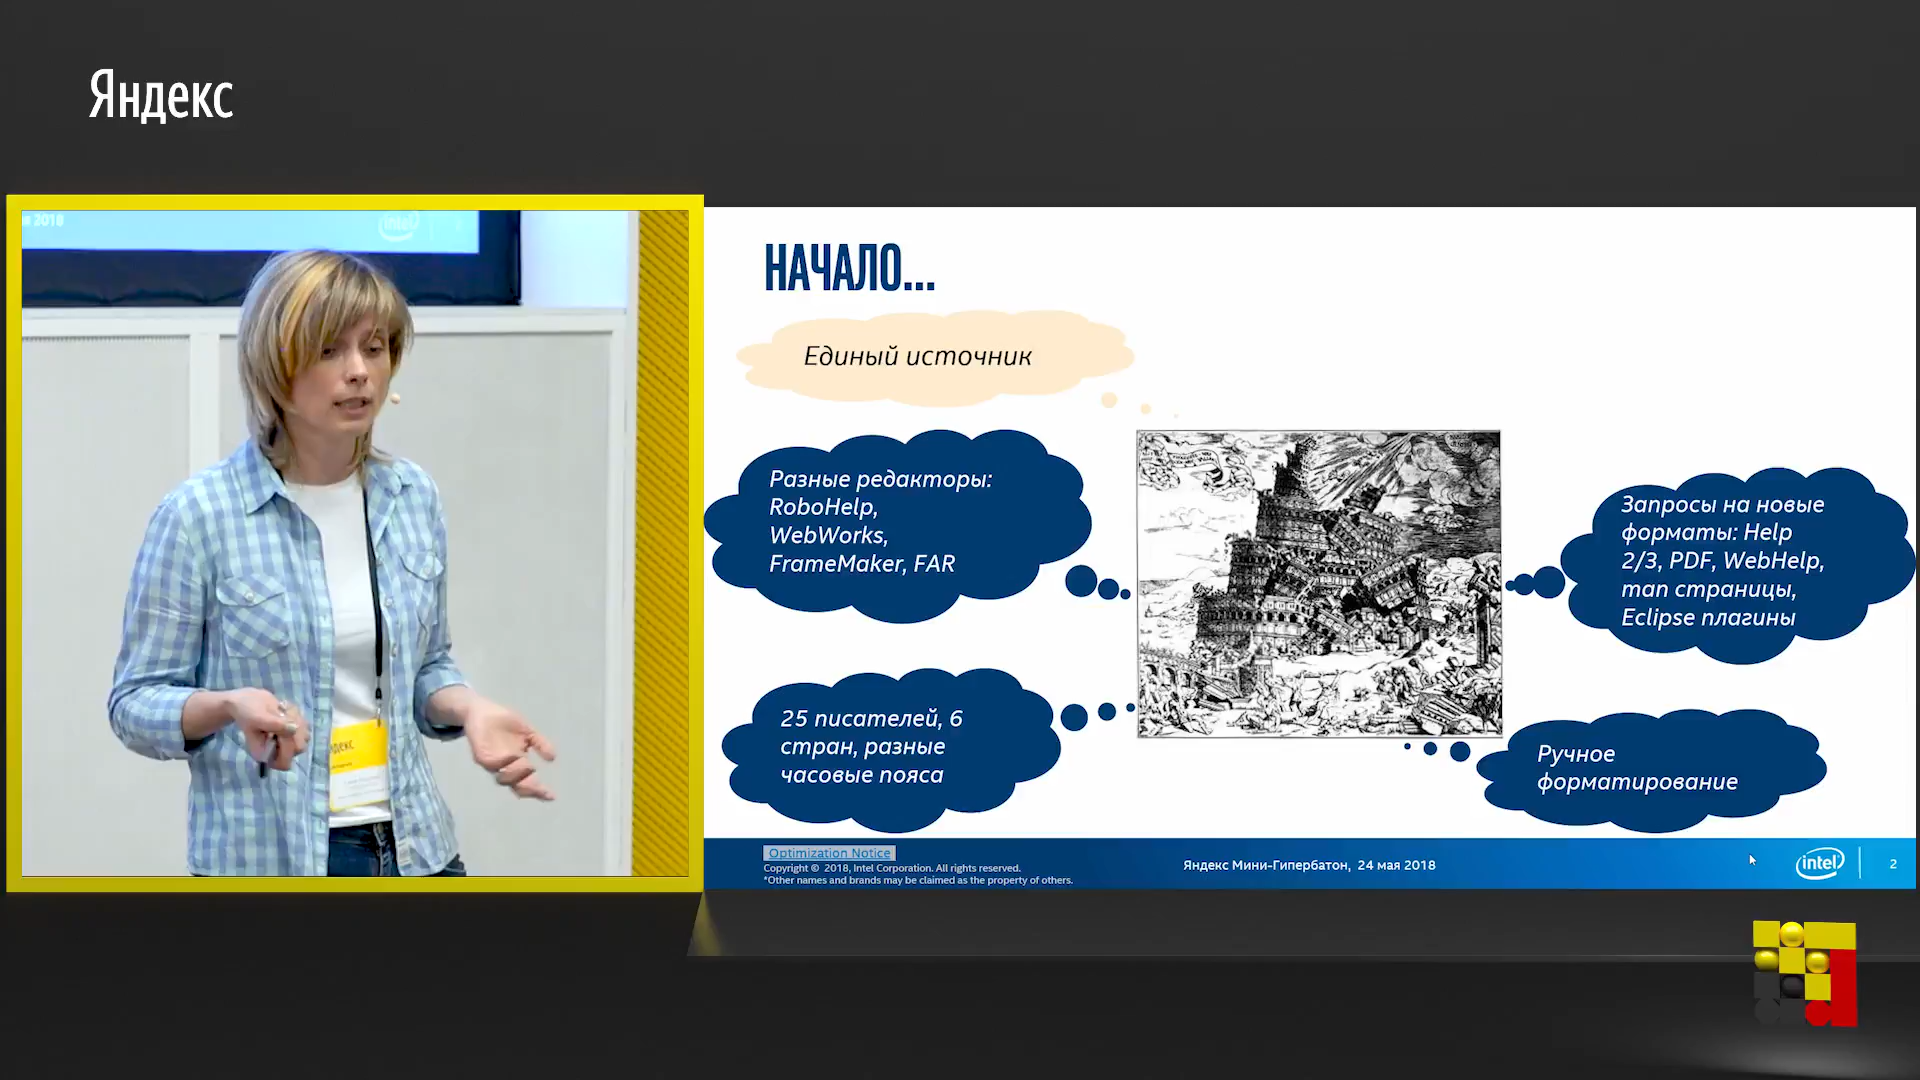 Яндекс
я 2018
intel
НАЧАЛО...
Единый источник
Разные редакторы:
RoboHelp,
WebWorks,
FrameMaker, FAR
25 писателей, 6
стран, разные
часовые пояса
Запросы на новые
форматы: Help
2/3, PDF, WebHelp,
man страницы,
Eclipse плагины
Ручное
форматирование
Optimization Notice
Copyright © 2018, Intel Corporation. All rights reserved.
*Other names and brands may be claimed as the property of others.
Яндекс Мини-Гипербатон, 24 мая 2018
intel
2